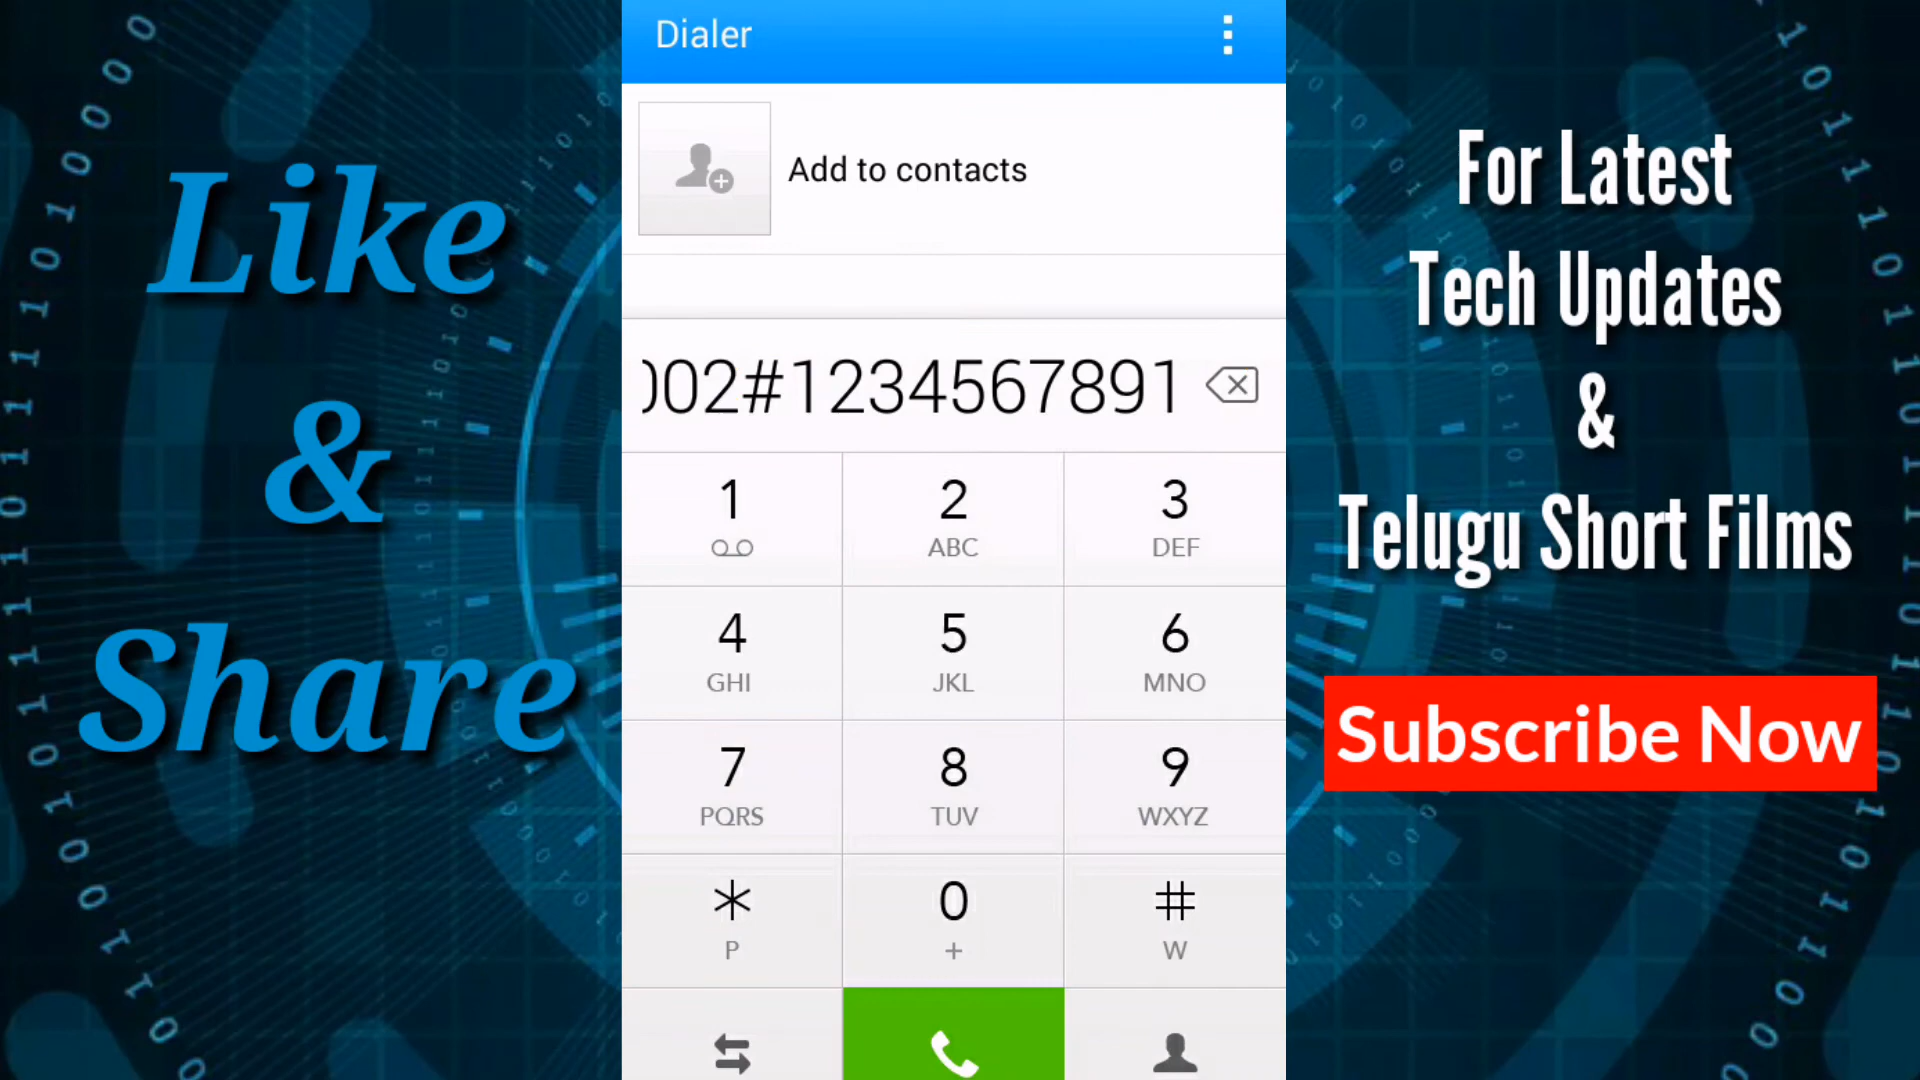 Like
&
Share
Dialer
Add to contacts
002#1234567891
1
2
ABC
3
DEF
4
GHI
5
JKL
6
MNO
7
PQRS
8
TUV
9
WXYZ
*
P
0
+
#
W
For Latest
Tech Updates
&
Telugu Short Films
Subscribe Now